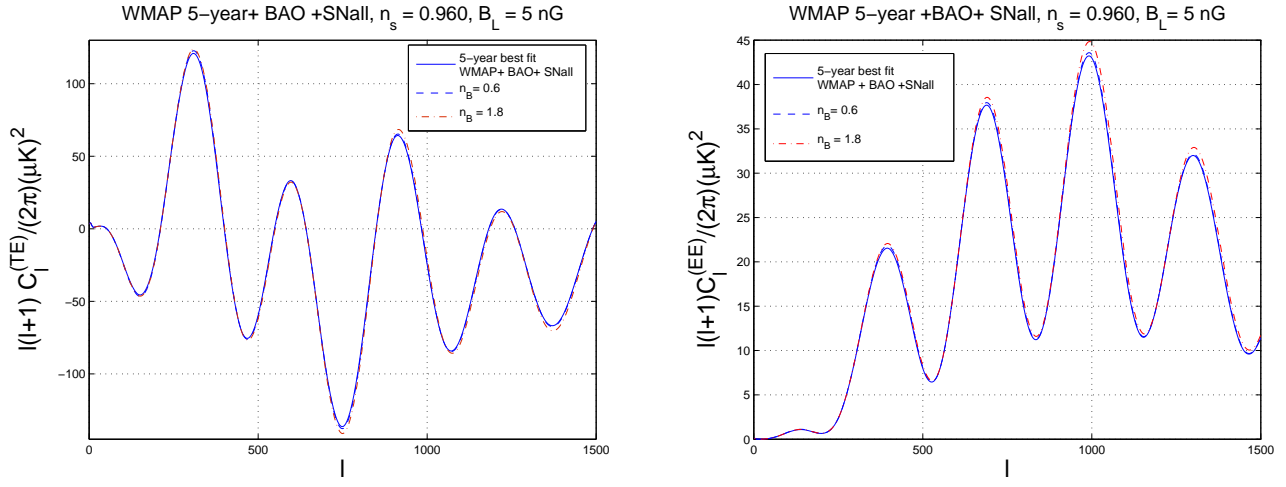 WMAP 5-year+ BAO +SNall, n_s = 0.960, B_L = 5 nG
l(l+1) C_l^(TE)/(2π)(μK)^2
100
50
0
−50
−100
0
500
1000
1500
l
5-year best fit
WMAP+ BAO+ SNall
n_B = 0.6
n_B = 1.8
WMAP 5-year +BAO+ SNall, n_s = 0.960, B_L = 5 nG
l(l+1)C_l^(EE)/(2π)(μK)^2
45
40
35
30
25
20
15
10
5
0
0
500
1000
1500
l
5-year best fit
WMAP + BAO +SNall
n_B = 0.6
n_B = 1.8